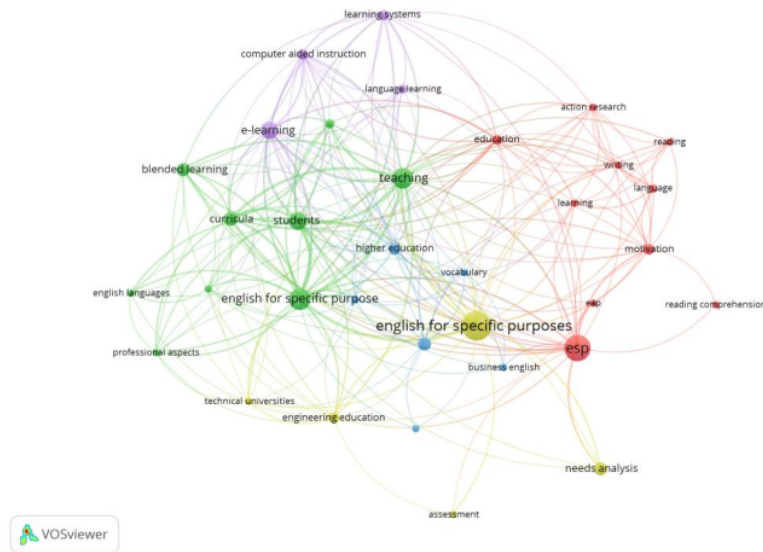 learning systems
computer aided instruction
language learning
action research
e-learning
education
reading
blended learning
teaching
writing
language
learning
curricula
students
higher education
motivation
vocabulary
english languages
english for specific purpose
eap
reading comprehension
english for specific purposes
professional aspects
esp
business english
technical universities
engineering education
needs analysis
assessment
VOSviewer